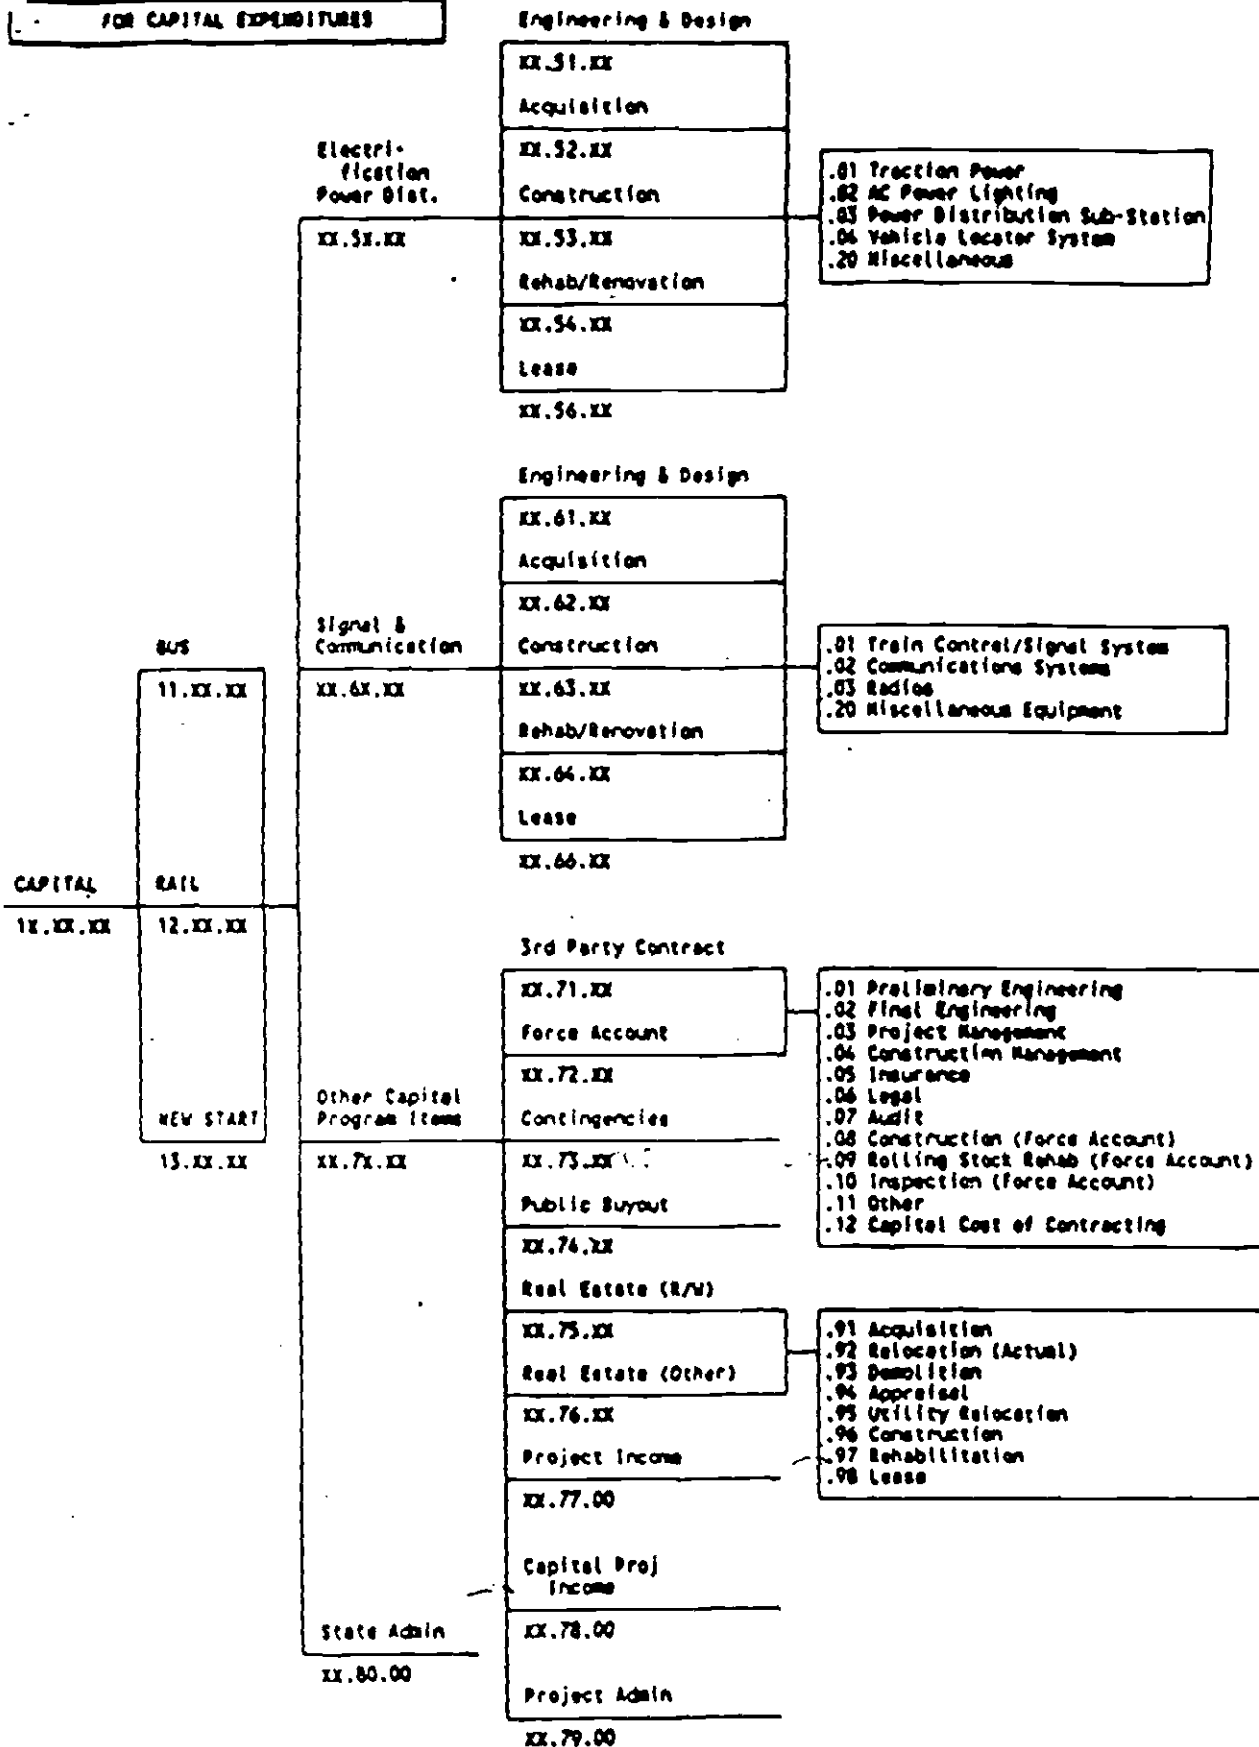 FOR CAPITAL EXPENDITURES
Engineering & Design
XX.51.XX
Acquisition
Electri-
fication
Power Dist.
XX.5X.XX
XX.52.XX
Construction
XX.53.XX
Rehab/Renovation
XX.54.XX
Lease
XX.56.XX
.01 Traction Power
.02 AC Power Lighting
.03 Power Distribution Sub-Station
.06 Vehicle Locator System
.20 Miscellaneous
Engineering & Design
XX.61.XX
Acquisition
XX.62.XX
Signal &
Communication
XX.6X.XX
Construction
XX.63.XX
Rehab/Renovation
XX.64.XX
Lease
XX.66.XX
.01 Train Control/Signal System
.02 Communications Systems
.03 Radios
.20 Miscellaneous Equipment
BUS
11.XX.XX
CAPITAL
1X.XX.XX
RAIL
12.XX.XX
NEW START
13.XX.XX
3rd Party Contract
XX.71.XX
Force Account
XX.72.XX
Other Capital
Program Items
XX.7X.XX
Contingencies
XX.73.XX
Public Buyout
XX.74.XX
Real Estate (R/W)
XX.75.XX
Real Estate (Other)
XX.76.XX
Project Income
XX.77.00
Capital Proj
Income
XX.78.00
Project Admin
XX.79.00
.01 Preliminary Engineering
.02 Final Engineering
.03 Project Management
.04 Construction Management
.05 Insurance
.06 Legal
.07 Audit
.08 Construction (Force Account)
.09 Rolling Stock Rehab (Force Account)
.10 Inspection (Force Account)
.11 Other
.12 Capital Cost of Contracting
.91 Acquisition
.92 Relocation (Actual)
.93 Demolition
.94 Appraisal
.95 Utility Relocation
.96 Construction
.97 Rehabilitation
.98 Lease
State Admin
XX.80.00